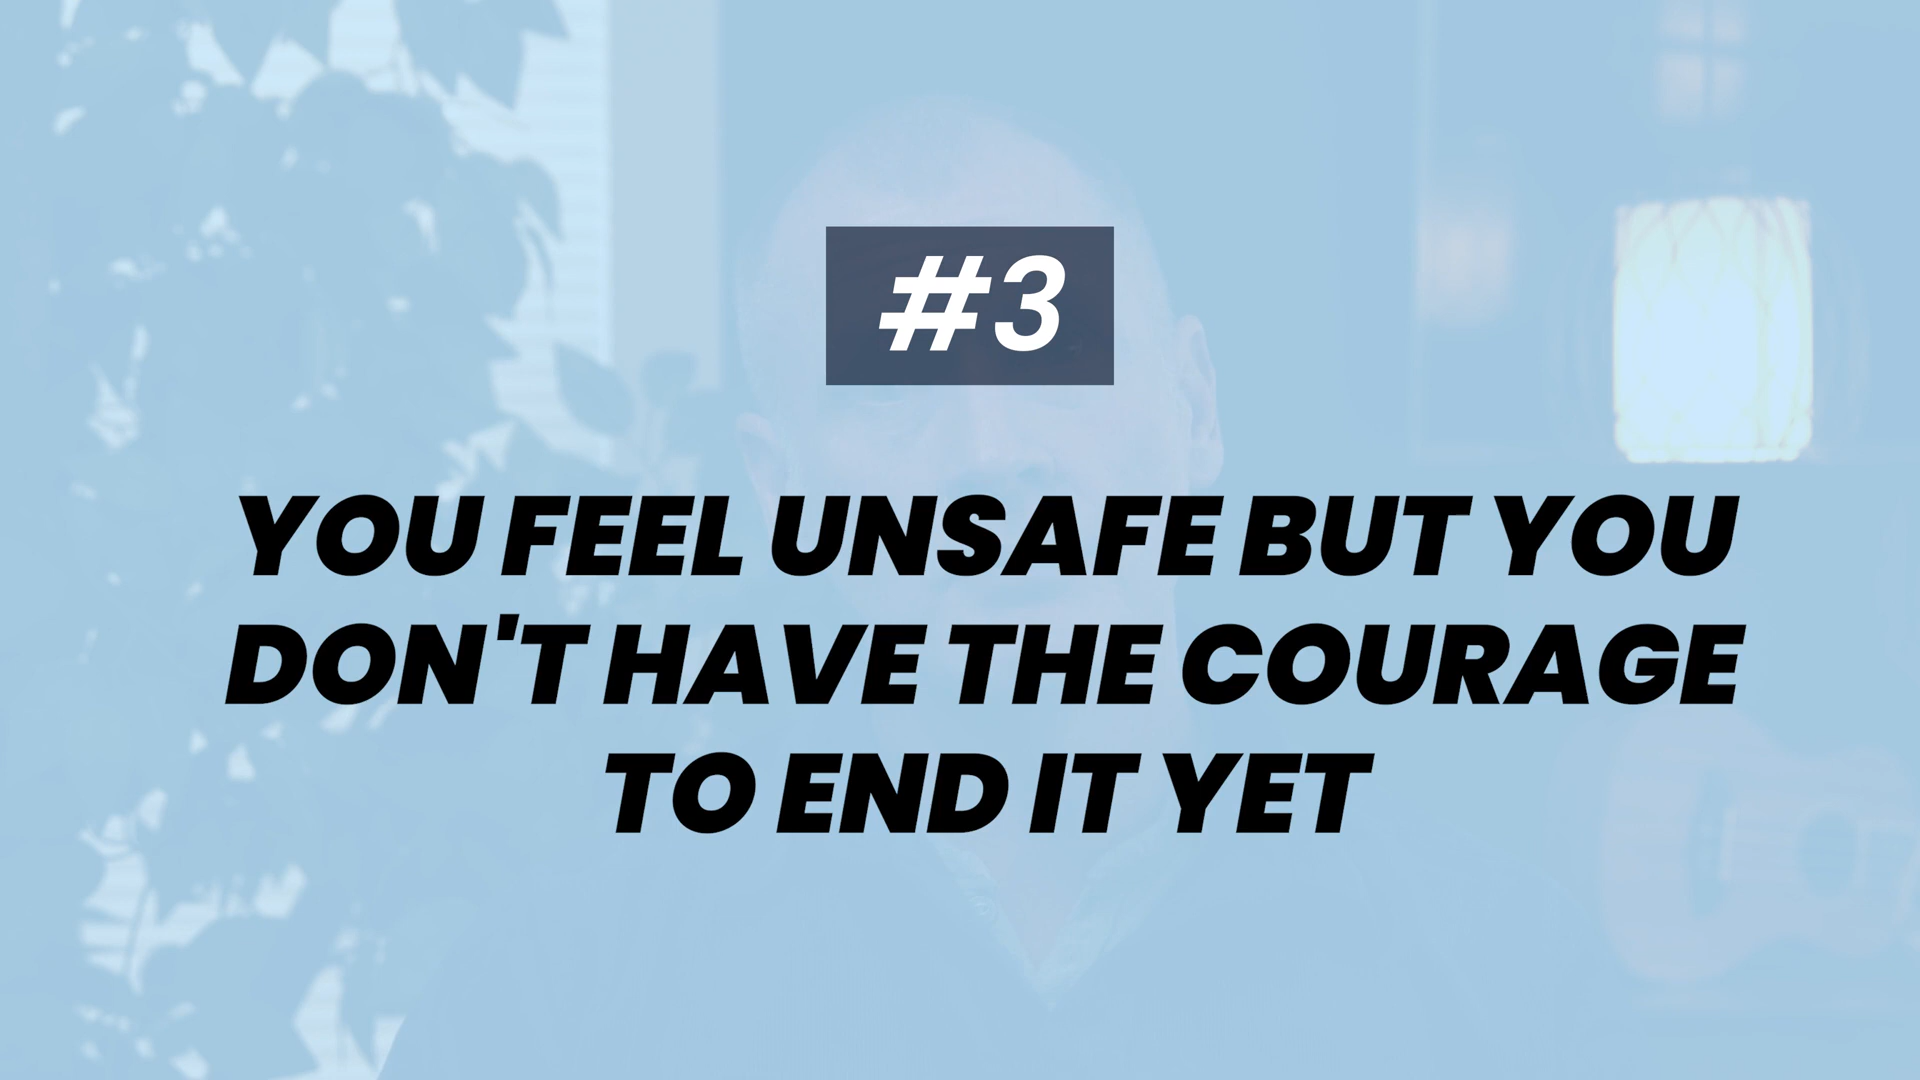 #3
YOU FEEL UNSAFE BUT YOU
DON'T HAVE THE COURAGE
TO END IT YET